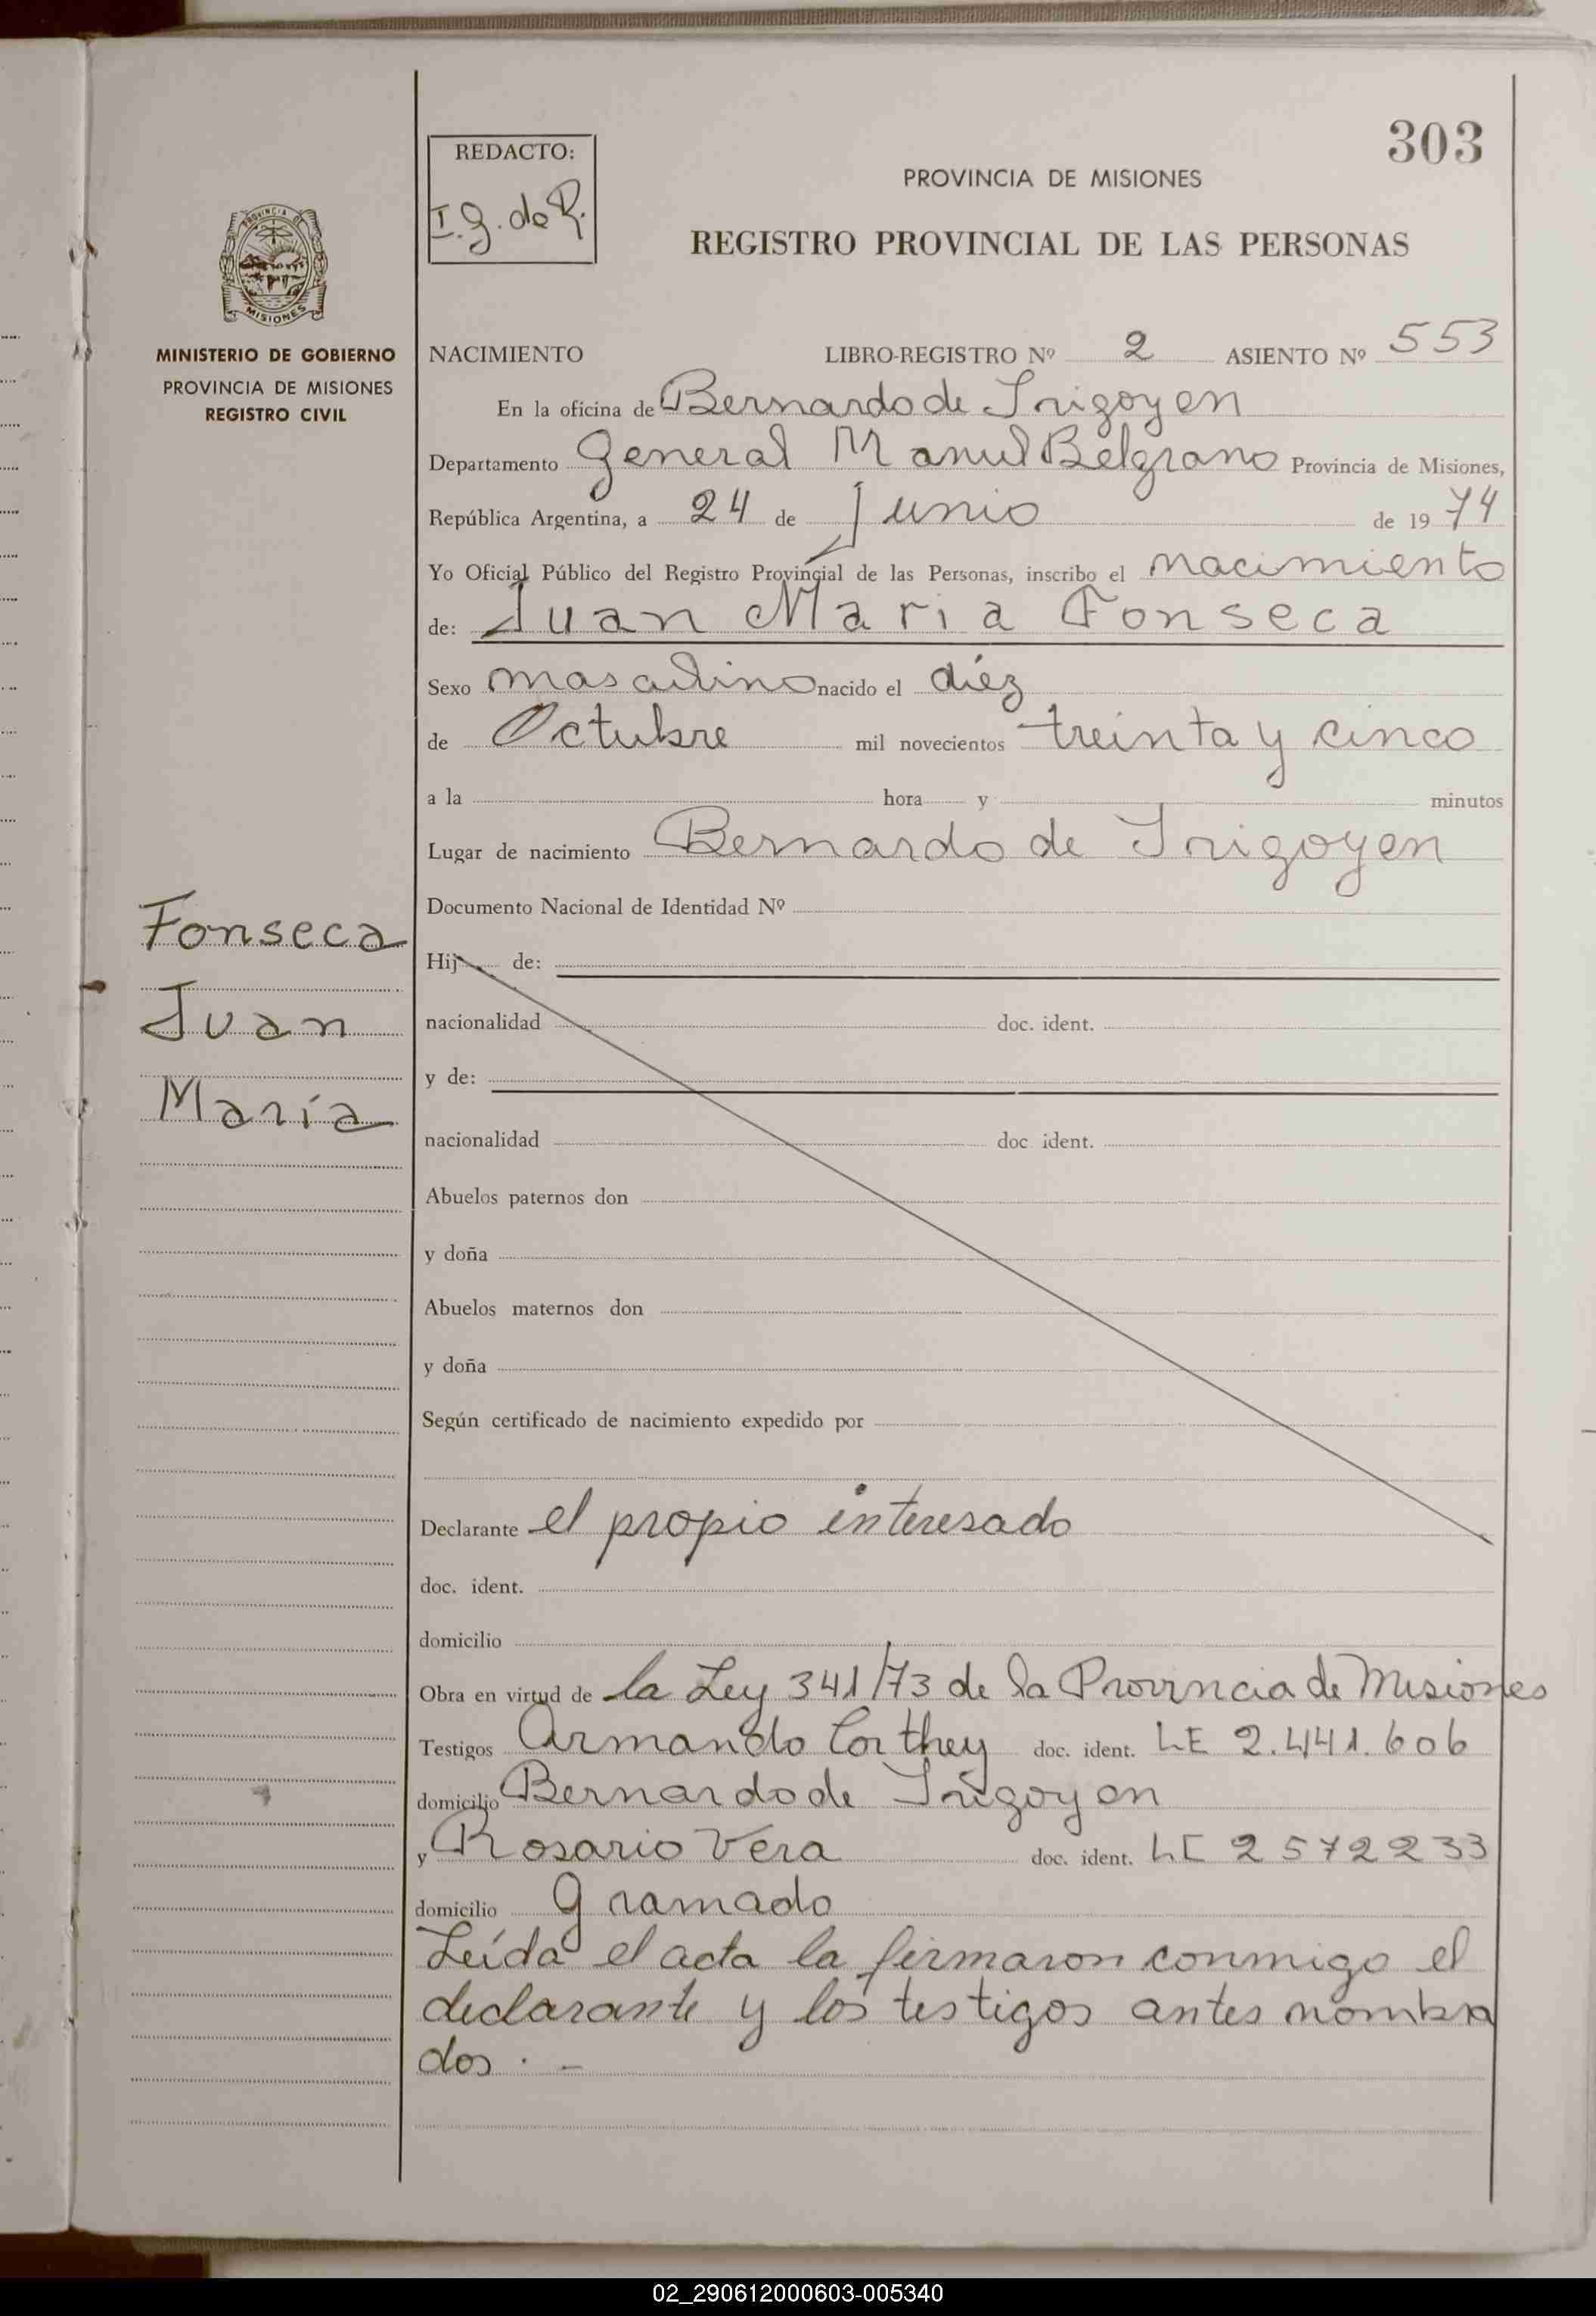 303
REDACTO:
I.G. de R.
PROVINCIA DE MISIONES
REGISTRO PROVINCIAL DE LAS PERSONAS
PROVINCIA DE
MISIONES
MINISTERIO DE GOBIERNO
PROVINCIA DE MISIONES
REGISTRO CIVIL
NACIMIENTO LIBRO-REGISTRO Nº 2 ASIENTO Nº 553
En la oficina de Bernardo de Irigoyen
Departamento General Manuel Belgrano Provincia de Misiones,
República Argentina, a 24 de Junio de 1974
Yo Oficial Público del Registro Provincial de las Personas, inscribo el nacimiento
de: Juan Maria Fonseca
Sexo masculino nacido el diéz
de Octubre mil novecientos treinta y cinco
a la hora y minutos
Lugar de nacimiento Bernardo de Irigoyen
Documento Nacional de Identidad Nº
Fonseca
Juan
María
Hij de:
nacionalidad doc. ident.
y de:
nacionalidad doc. ident.
Abuelos paternos don
y doña
Abuelos maternos don
y doña
Según certificado de nacimiento expedido por
Declarante el propio interesado
doc. ident.
domicilio
Obra en virtud de la Ley 341/73 de la Provincia de Misiones
Testigos Armando Corthey doc. ident. LE 2.441.606
domicilio Bernardo de Irigoyen
y Rosario Vera doc. ident. LE 2572233
domicilio Gramado
Leída el acta la firmaron conmigo el
declarante y los testigos antes nombra
dos. -
02_290612000603-005340